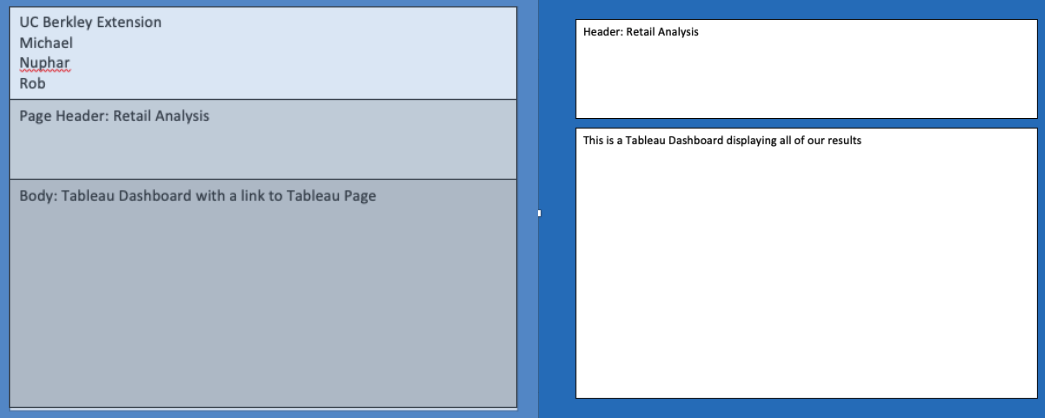 UC Berkley Extension
Michael
Nuphar
Rob
Page Header: Retail Analysis
Body: Tableau Dashboard with a link to Tableau Page
Header: Retail Analysis
This is a Tableau Dashboard displaying all of our results